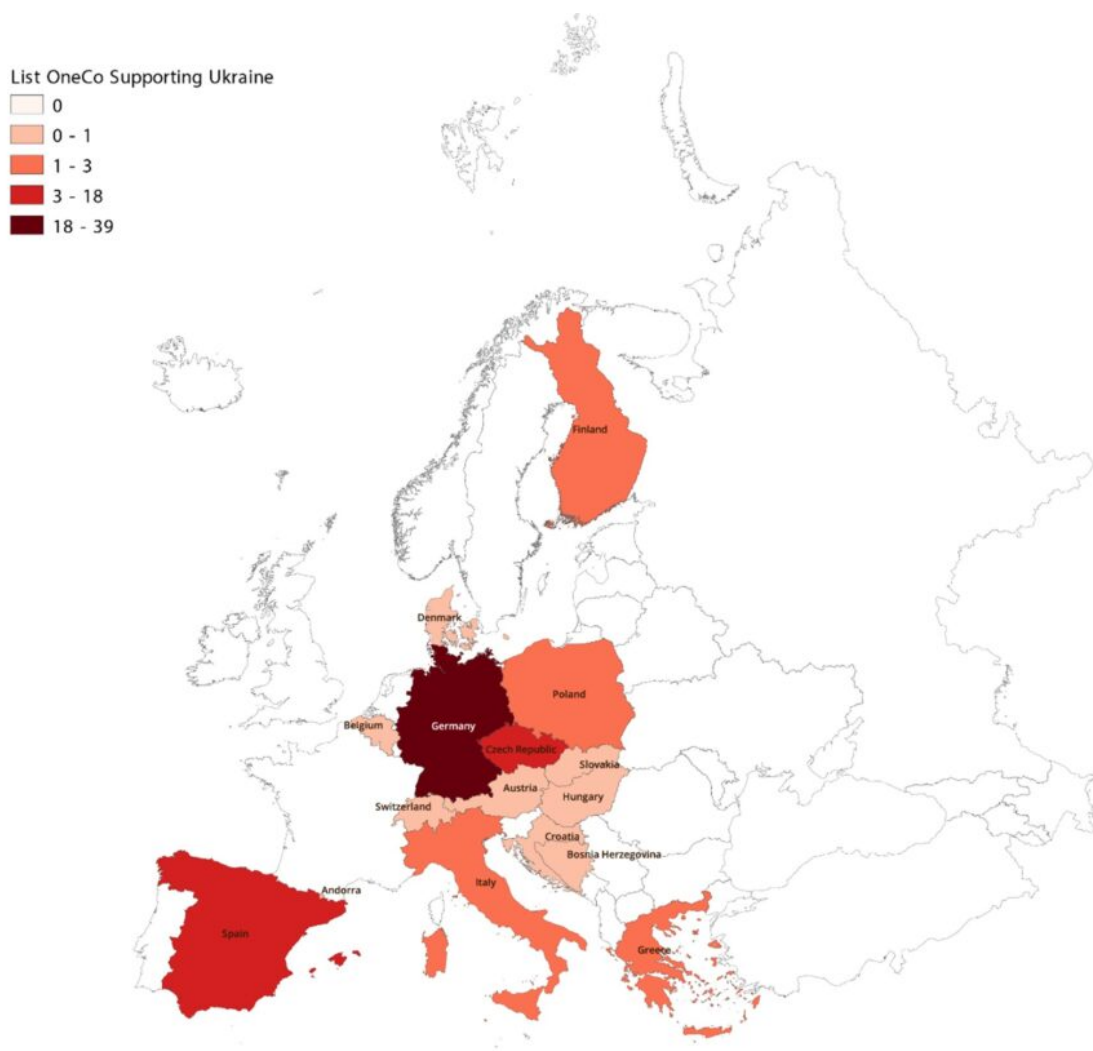 List OneCo Supporting Ukraine
0
0 - 1
1 - 3
3 - 18
18 - 39
Finland
Denmark
Poland
Belgium
Germany
Czech Republic
Slovakia
Austria
Hungary
Switzerland
Croatia
Bosnia Herzegovina
Italy
Andorra
Spain
Greece